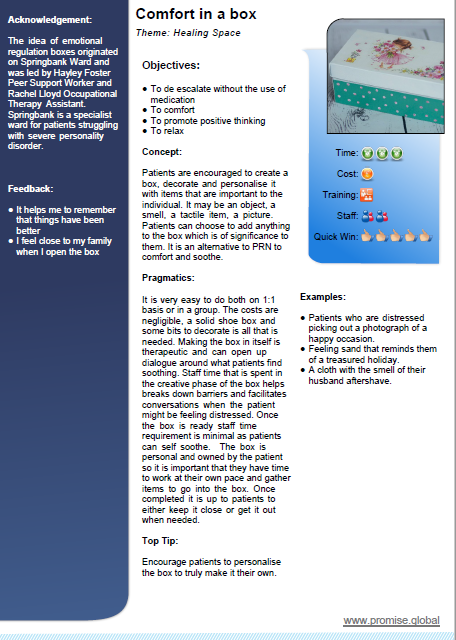 Acknowledgement:
The idea of emotional
regulation boxes originated
on Springbank Ward and
was led by Hayley Foster
Peer Support Worker and
Rachel Lloyd Occupational
Therapy Assistant.
Springbank is a specialist
ward for patients struggling
with severe personality
disorder.
Feedback:
● It helps me to remember
that things have been
better
● I feel close to my family
when I open the box
Comfort in a box
Theme: Healing Space
Objectives:
● To de escalate without the use of
medication
● To comfort
● To promote positive thinking
● To relax
Concept:
Patients are encouraged to create a
box, decorate and personalise it
with items that are important to the
individual. It may be an object, a
smell, a tactile item, a picture.
Patients can choose to add anything
to the box which is of significance to
them. It is an alternative to PRN to
comfort and soothe.
Pragmatics:
It is very easy to do both on 1:1
basis or in a group. The costs are
negligible, a solid shoe box and
some bits to decorate is all that is
needed. Making the box in itself is
therapeutic and can open up
dialogue around what patients find
soothing. Staff time that is spent in
the creative phase of the box helps
breaks down barriers and facilitates
conversations when the patient
might be feeling distressed. Once
the box is ready staff time
requirement is minimal as patients
can self soothe. The box is
personal and owned by the patient
so it is important that they have time
to work at their own pace and gather
items to go into the box. Once
completed it is up to patients to
either keep it close or get it out
when needed.
Top Tip:
Encourage patients to personalise
the box to truly make it their own.
Time:
Cost:
Training:
Staff:
Quick Win:
Examples:
● Patients who are distressed
picking out a photograph of a
happy occasion.
● Feeling sand that reminds them
of a treasured holiday.
● A cloth with the smell of their
husband aftershave.
www.promise.global